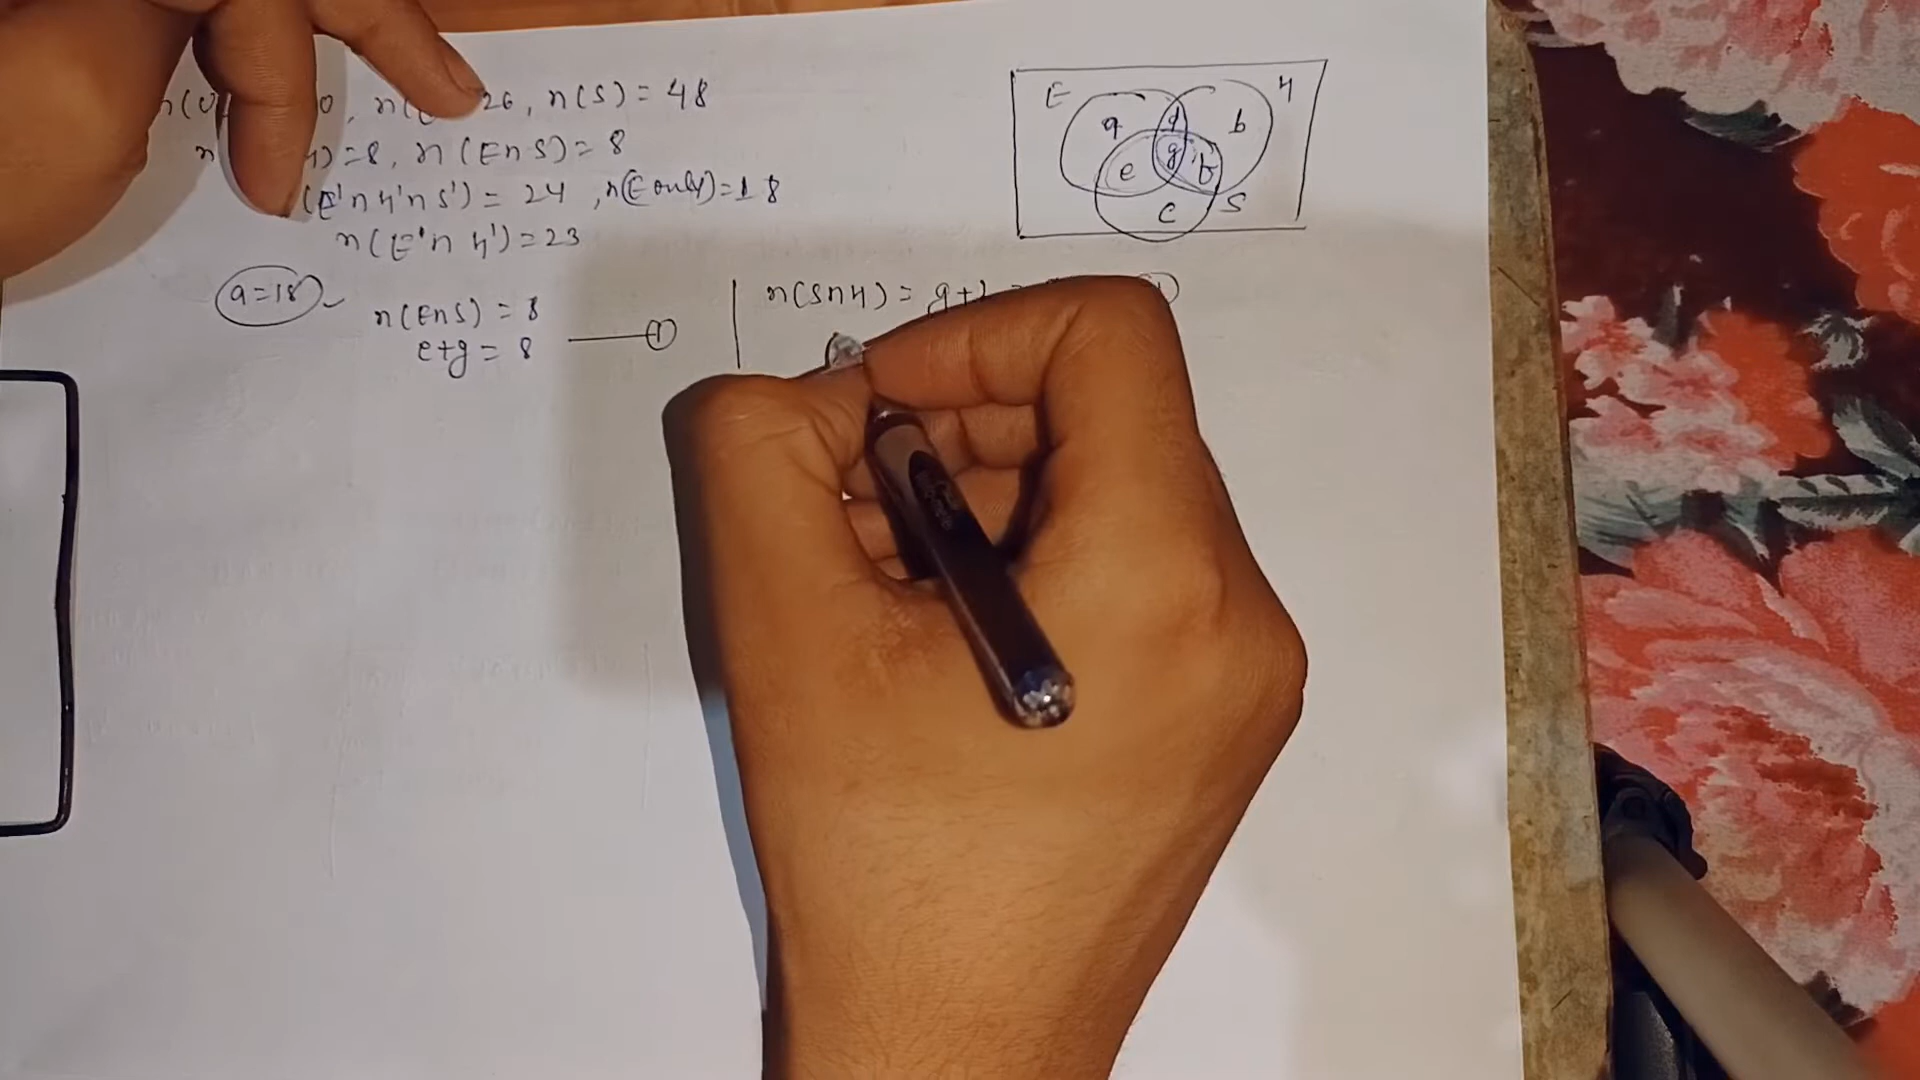 26, n(S) = 48
) = 8, n(E∩S) = 8
(E'∩H'∩S') = 24, n(E only) = 18
n(E'∩H') = 23
a = 18
n(E∩S) = 8
e+g = 8 — ①
n(S∩H) = g+
E
H
a
d
b
e
g
f
c
S